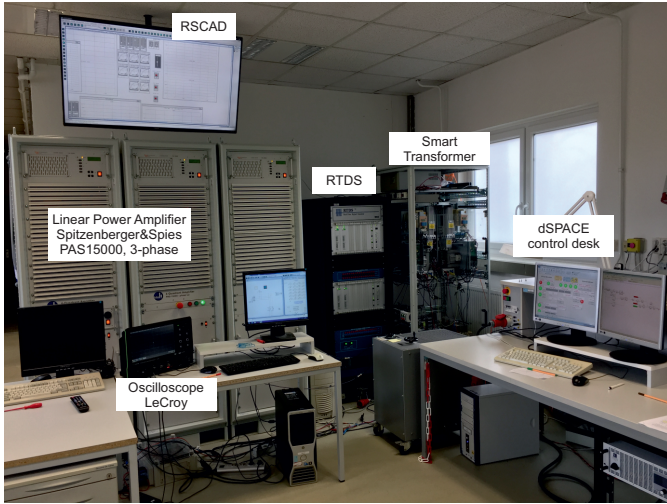 RSCAD
Smart
Transformer
RTDS
Linear Power Amplifier
Spitzenberger&Spies
PAS15000, 3-phase
dSPACE
control desk
Oscilloscope
LeCroy